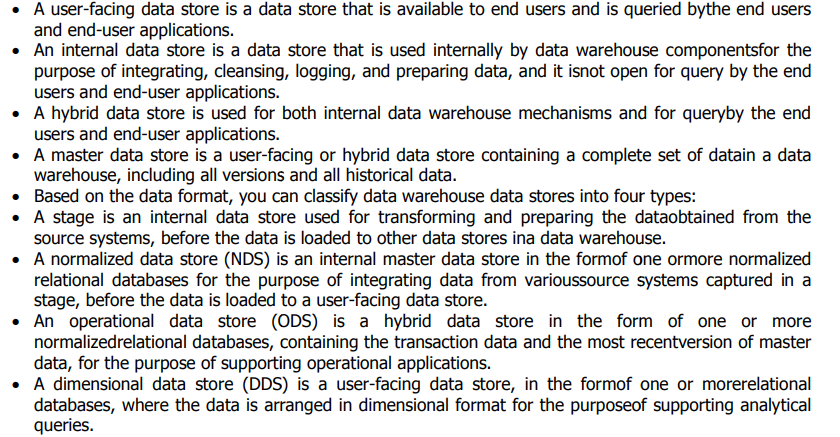 • A user-facing data store is a data store that is available to end users and is queried bythe end users
and end-user applications.
• An internal data store is a data store that is used internally by data warehouse componentsfor the
purpose of integrating, cleansing, logging, and preparing data, and it isnot open for query by the end
users and end-user applications.
• A hybrid data store is used for both internal data warehouse mechanisms and for queryby the end
users and end-user applications.
• A master data store is a user-facing or hybrid data store containing a complete set of datain a data
warehouse, including all versions and all historical data.
• Based on the data format, you can classify data warehouse data stores into four types:
• A stage is an internal data store used for transforming and preparing the dataobtained from the
source systems, before the data is loaded to other data stores ina data warehouse.
• A normalized data store (NDS) is an internal master data store in the formof one ormore normalized
relational databases for the purpose of integrating data from varioussource systems captured in a
stage, before the data is loaded to a user-facing data store.
• An operational data store (ODS) is a hybrid data store in the form of one or more
normalizedrelational databases, containing the transaction data and the most recentversion of master
data, for the purpose of supporting operational applications.
• A dimensional data store (DDS) is a user-facing data store, in the formof one or morerelational
databases, where the data is arranged in dimensional format for the purposeof supporting analytical
queries.